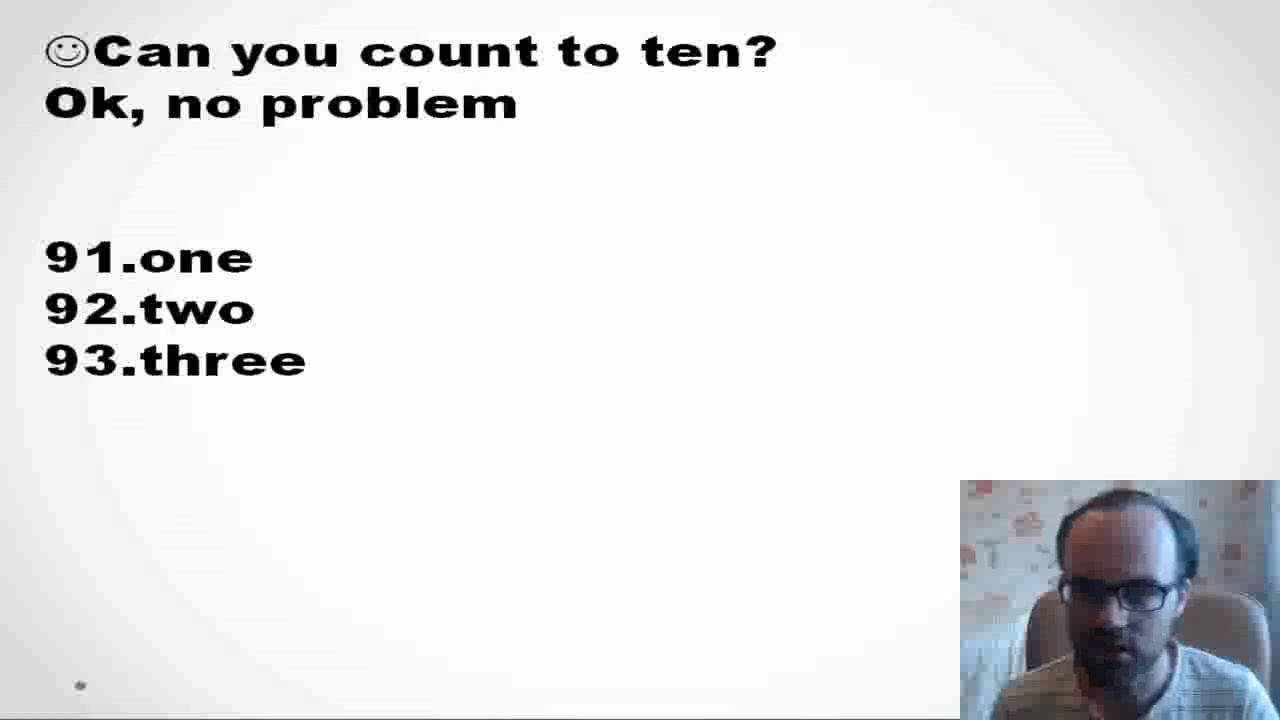 ☺Can you count to ten?
Ok, no problem
91.one
92.two
93.three